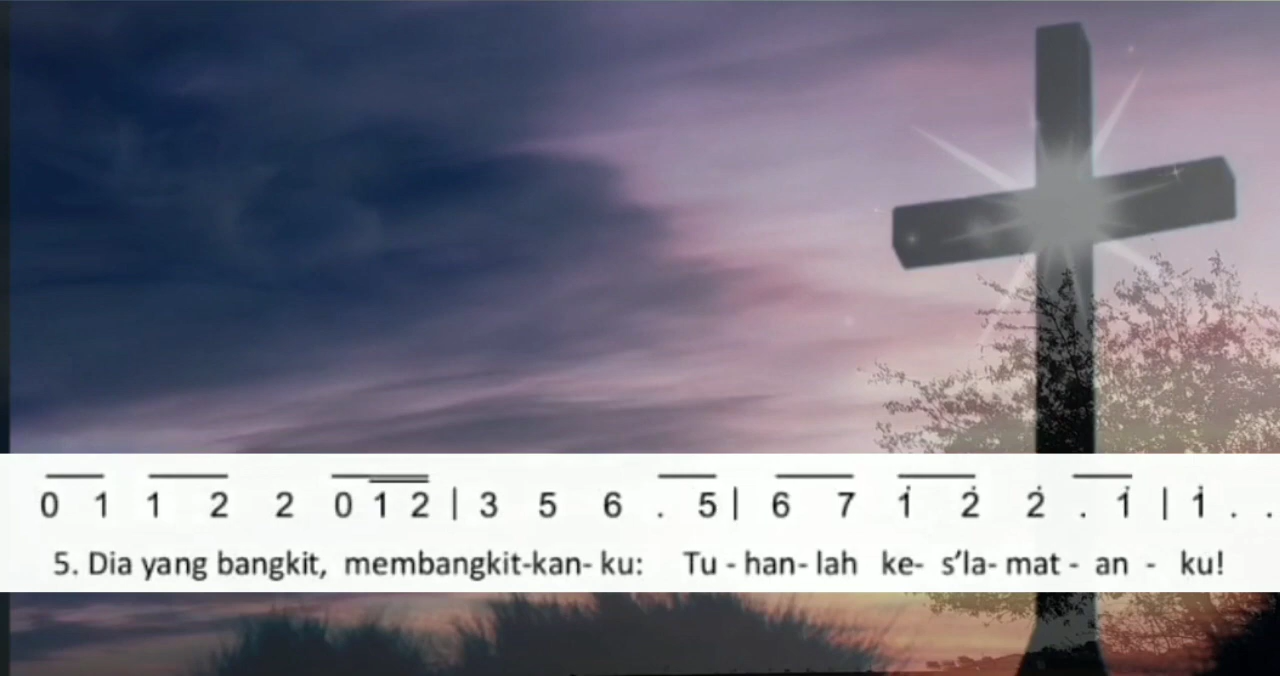 0 1 1 2 2 0 1 2 | 3 5 6 . 5 | 6 7 1̇ 2̇ 2̇ . 1̇ | 1̇ . .
5. Dia yang bangkit, membangkit-kan- ku: Tu - han- lah ke- s’la- mat - an - ku!